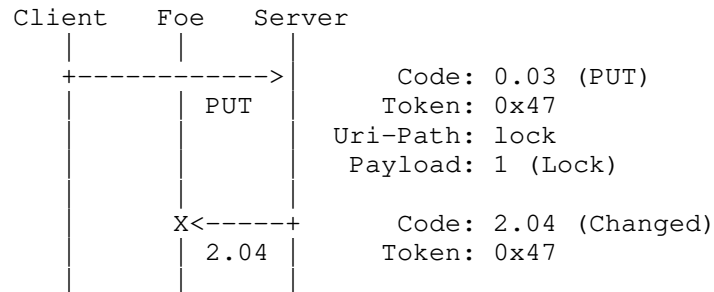 Client Foe Server
+-------------> Code: 0.03 (PUT)
PUT Token: 0x47
Uri-Path: lock
Payload: 1 (Lock)
X<-----+ Code: 2.04 (Changed)
2.04 Token: 0x47